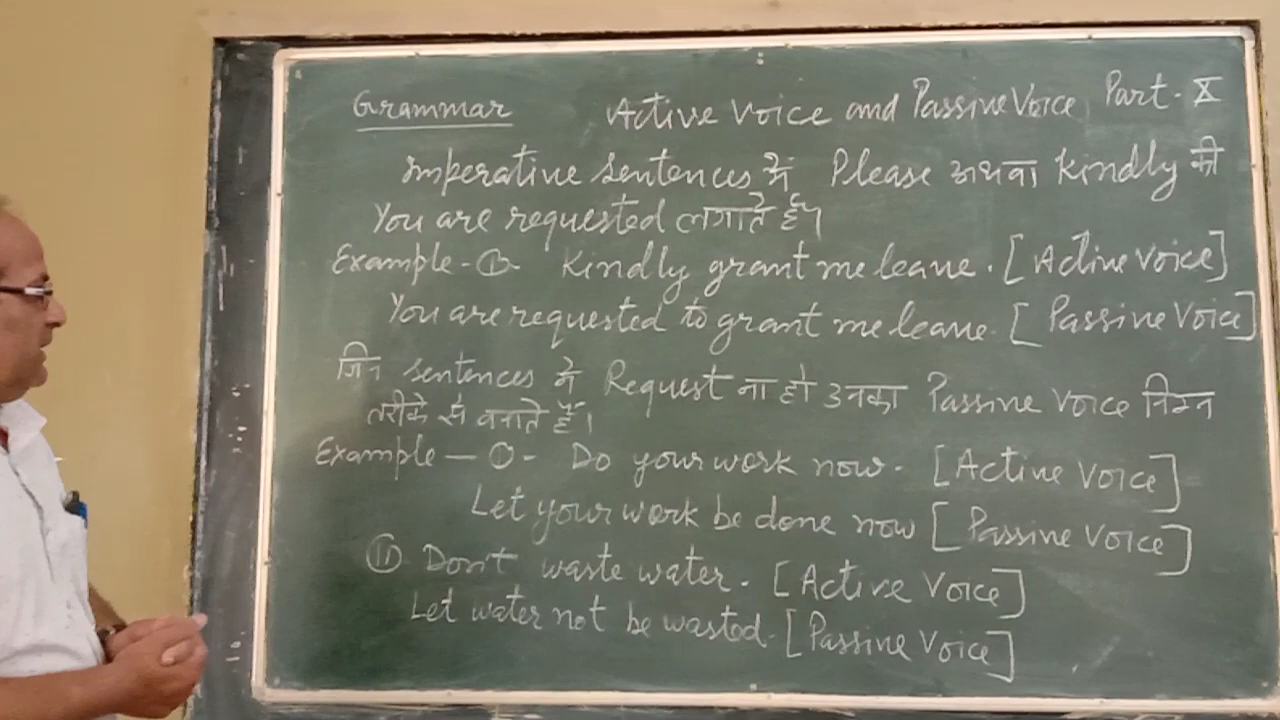 Grammar Active Voice and Passive Voice Part-X
Imperative sentences में Please अथवा Kindly की
You are requested लगाते हैं।
Example-(I)- Kindly grant me leave. [Active Voice]
You are requested to grant me leave. [Passive Voice]
जिन sentences में Request ना हो उनका Passive Voice निम्न
तरीके से बनाते हैं।
Example-(I)- Do your work now. [Active Voice]
Let your work be done now [Passive Voice]
(II) Don't waste water. [Active Voice]
Let water not be wasted. [Passive Voice]